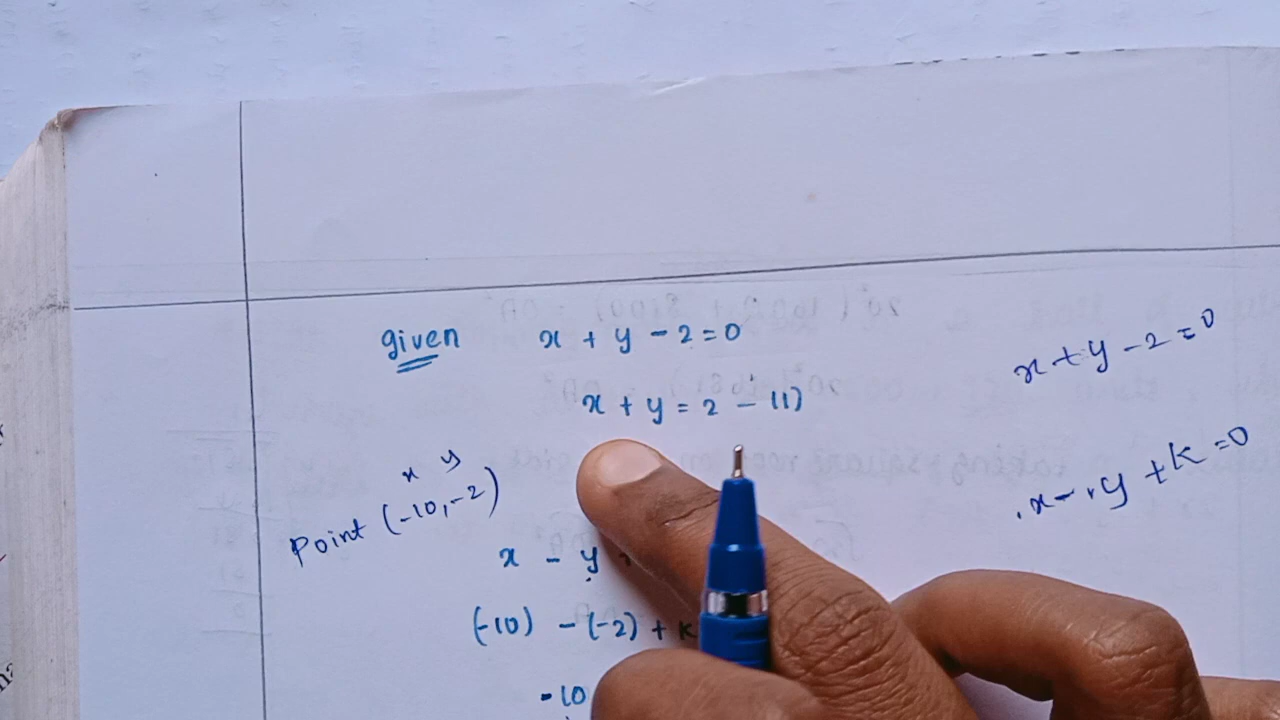 given x + y - 2 = 0
x + y = 2 - (1)
x + y - 2 = 0
x y
Point (-10, -2)
x - y + k = 0
x - y
(-10) - (-2) + k
-10